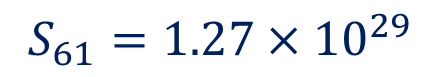 S₆₁ = 1.27 × 10²⁹